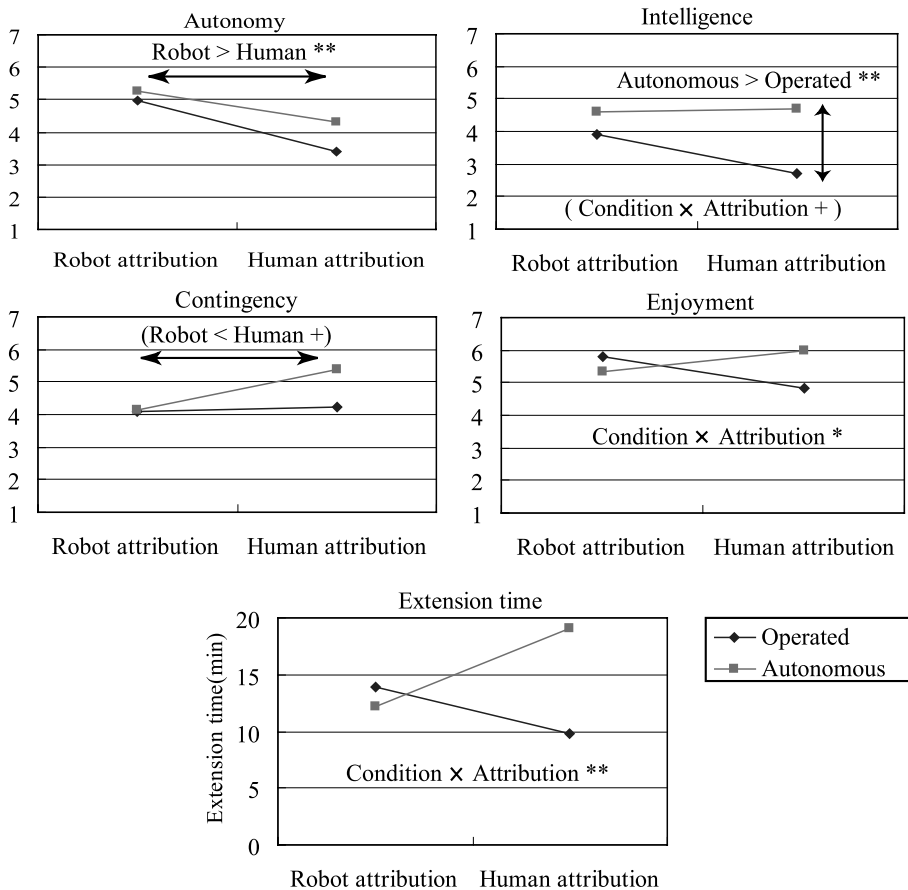 Autonomy
7
6
5
4
3
2
1
Robot > Human **
Robot attribution
Human attribution
Intelligence
7
6
5
4
3
2
1
Autonomous > Operated **
( Condition × Attribution + )
Robot attribution
Human attribution
Contingency
7
6
5
4
3
2
1
(Robot < Human +)
Robot attribution
Human attribution
Enjoyment
7
6
5
4
3
2
1
Condition × Attribution *
Robot attribution
Human attribution
Extension time
Extension time(min)
20
15
10
5
0
Condition × Attribution **
Robot attribution
Human attribution
Operated
Autonomous